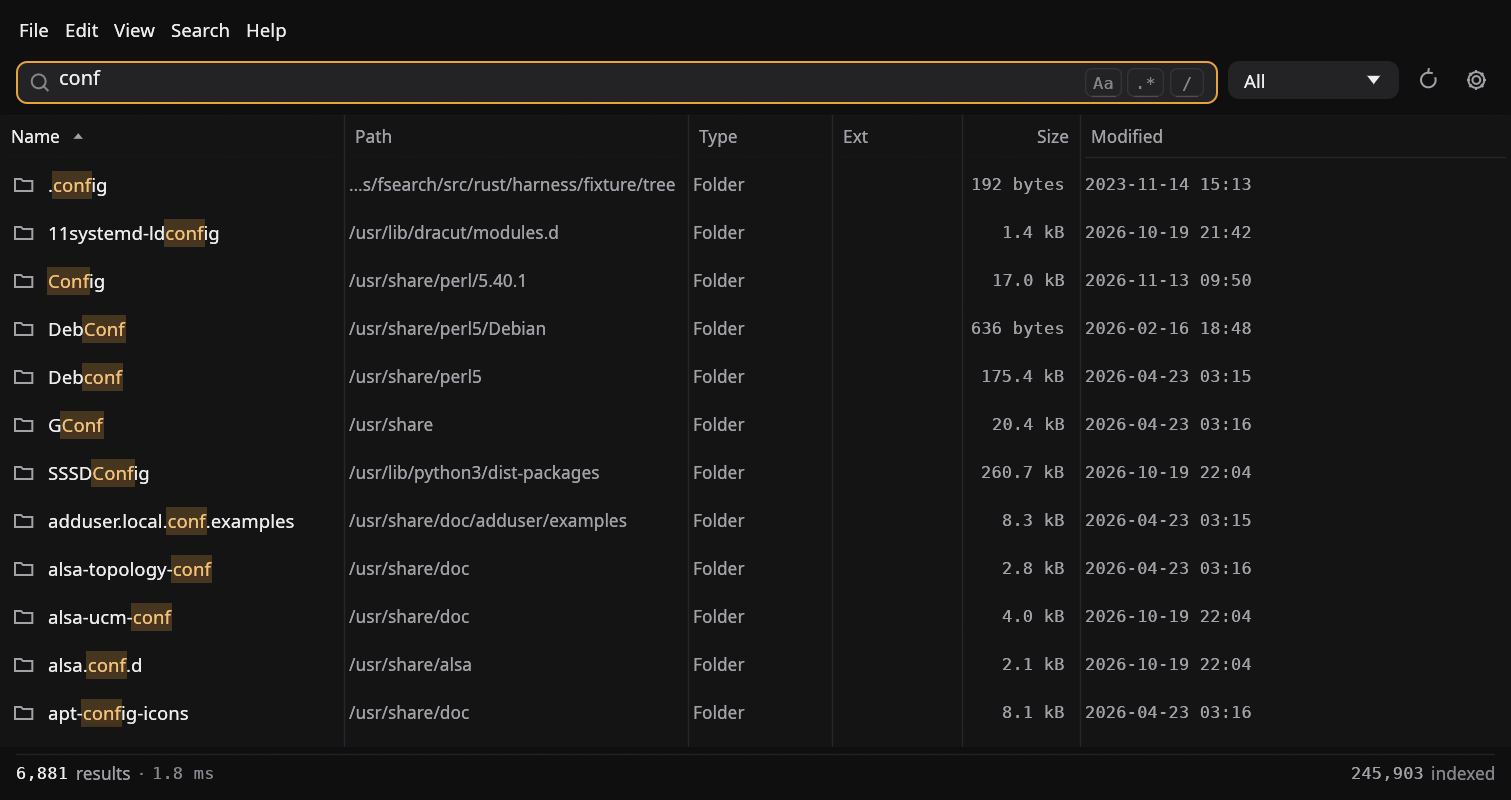 File Edit View Search Help
conf Aa .* / All
Name Path Type Ext Size Modified
.config ...s/fsearch/src/rust/harness/fixture/tree Folder 192 bytes 2023-11-14 15:13
11systemd-ldconfig /usr/lib/dracut/modules.d Folder 1.4 kB 2026-10-19 21:42
Config /usr/share/perl/5.40.1 Folder 17.0 kB 2026-11-13 09:50
DebConf /usr/share/perl5/Debian Folder 636 bytes 2026-02-16 18:48
Debconf /usr/share/perl5 Folder 175.4 kB 2026-04-23 03:15
GConf /usr/share Folder 20.4 kB 2026-04-23 03:16
SSSDConfig /usr/lib/python3/dist-packages Folder 260.7 kB 2026-10-19 22:04
adduser.local.conf.examples /usr/share/doc/adduser/examples Folder 8.3 kB 2026-04-23 03:15
alsa-topology-conf /usr/share/doc Folder 2.8 kB 2026-04-23 03:16
alsa-ucm-conf /usr/share/doc Folder 4.0 kB 2026-10-19 22:04
alsa.conf.d /usr/share/alsa Folder 2.1 kB 2026-10-19 22:04
apt-config-icons /usr/share/doc Folder 8.1 kB 2026-04-23 03:16
6,881 results · 1.8 ms 245,903 indexed